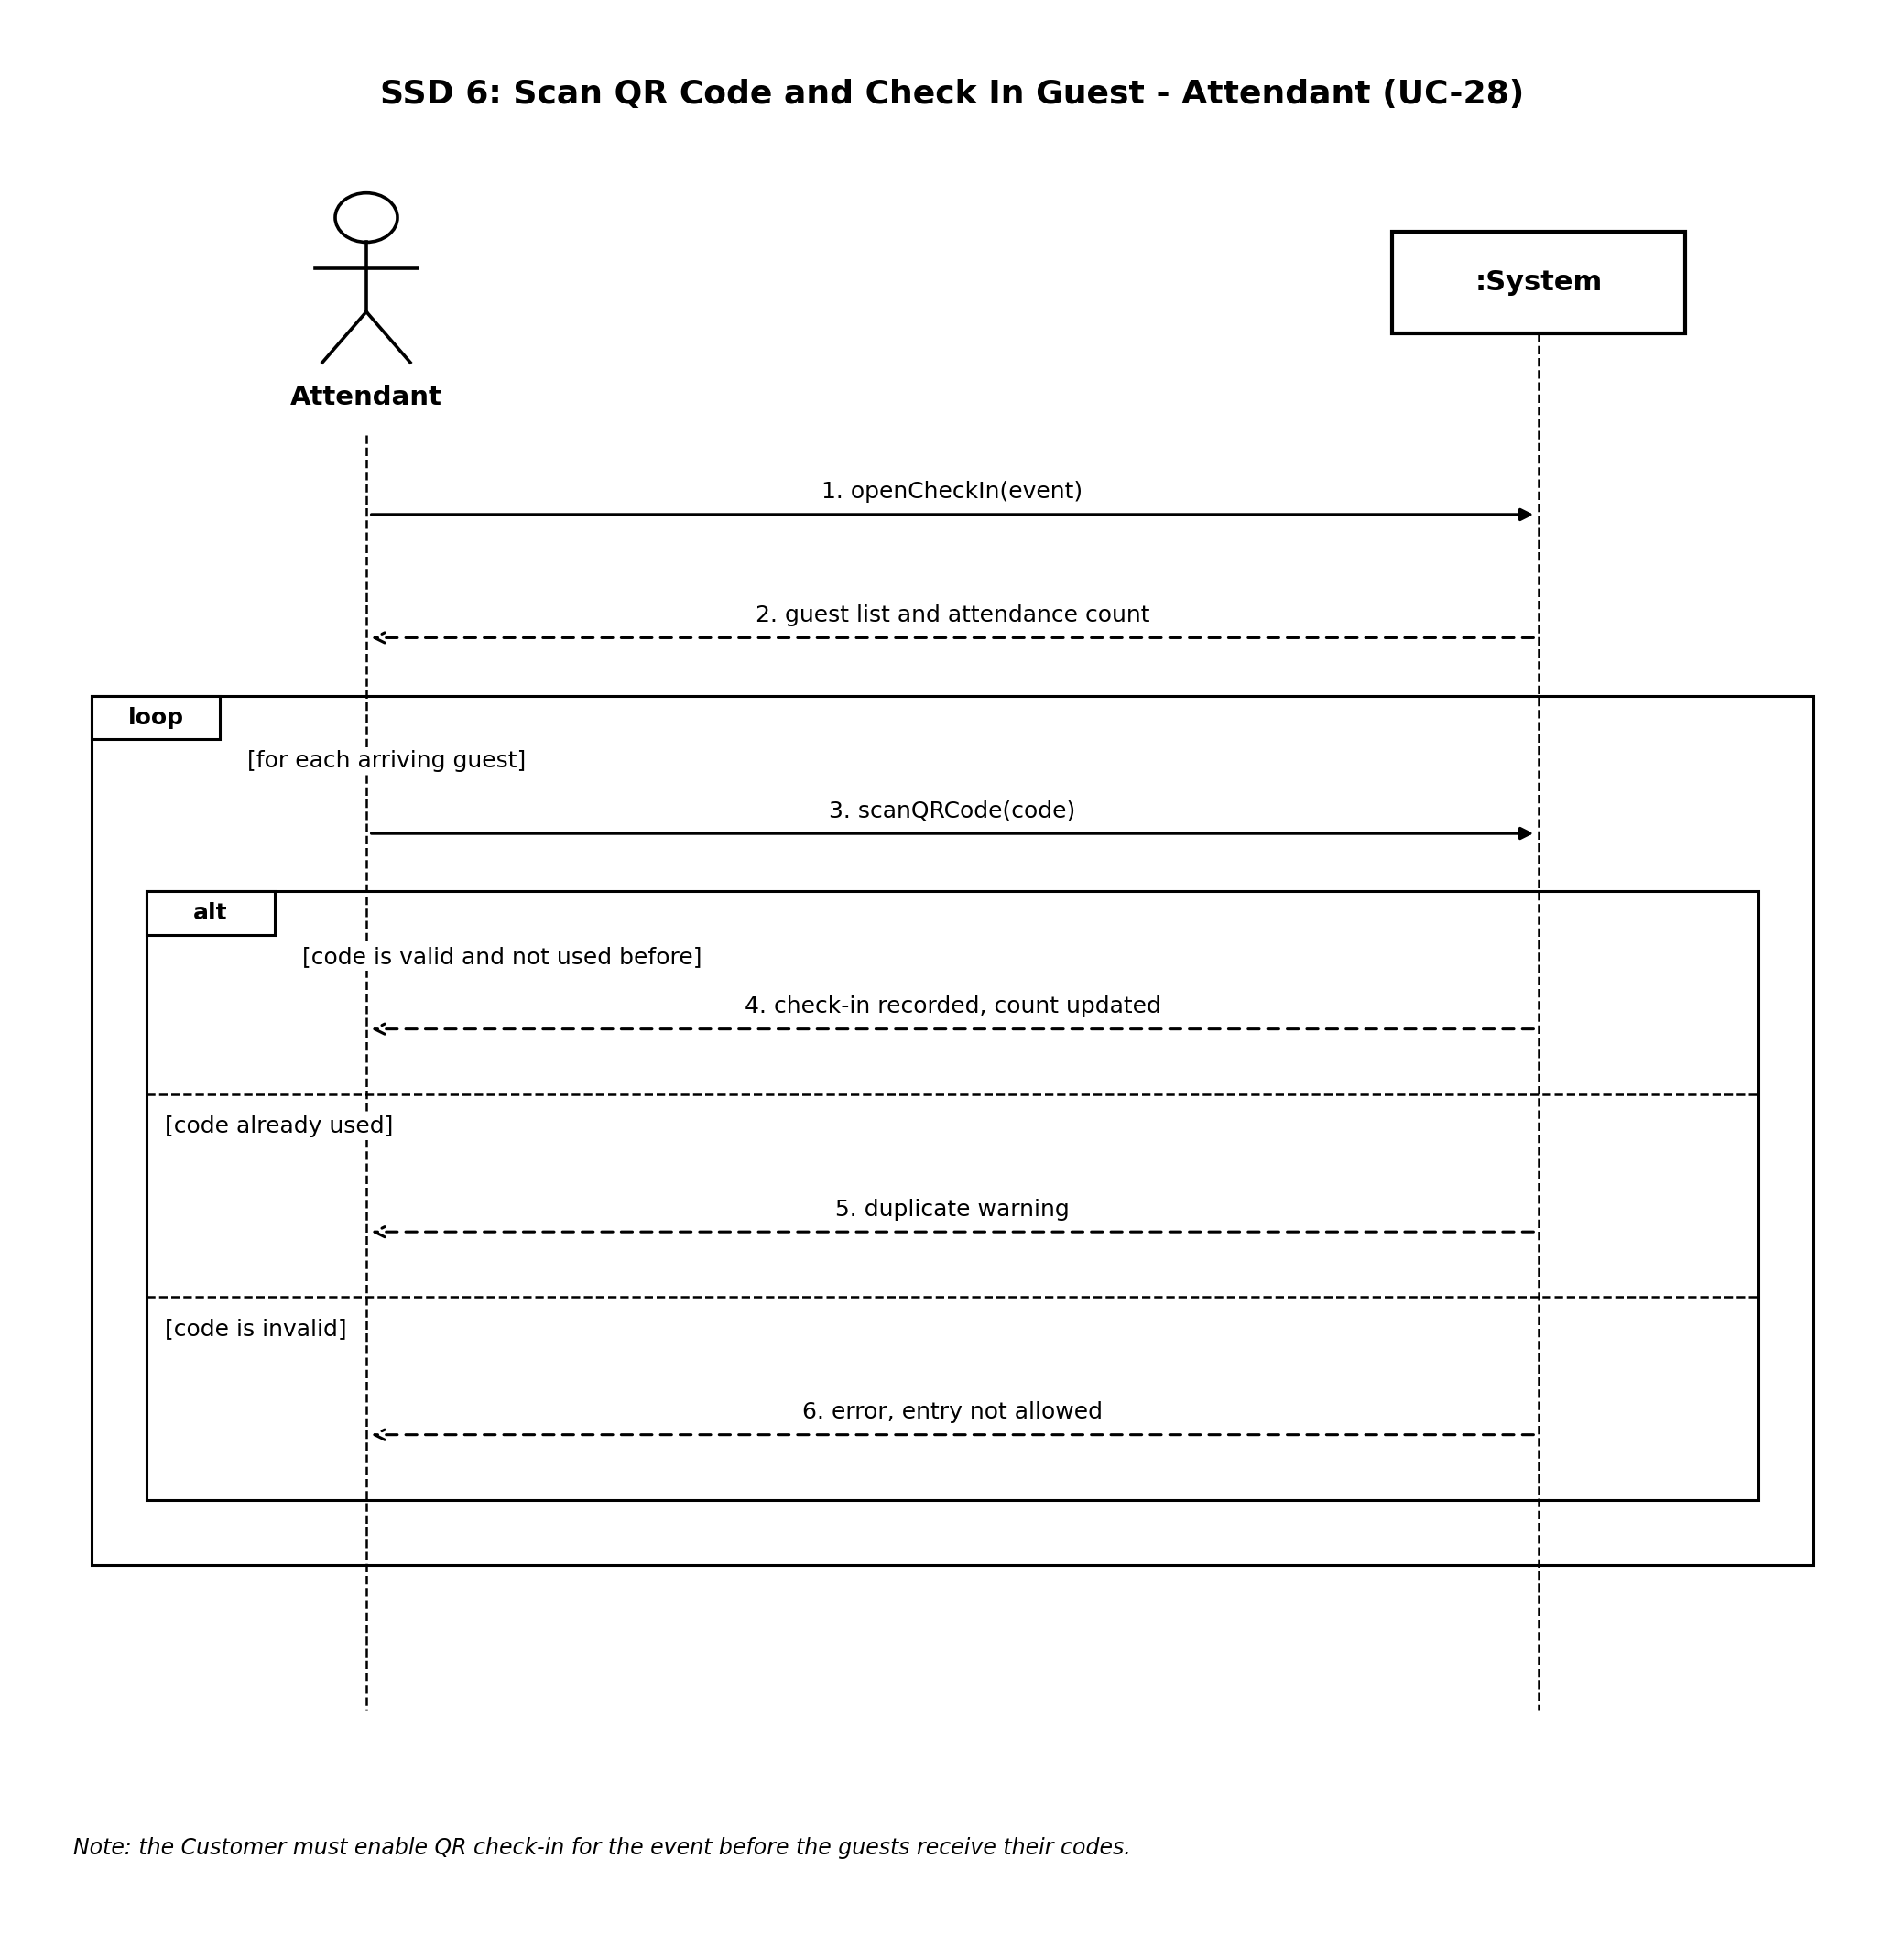 SSD 6: Scan QR Code and Check In Guest - Attendant (UC-28)
:System
Attendant
1. openCheckIn(event)
2. guest list and attendance count
loop
[for each arriving guest]
3. scanQRCode(code)
alt
[code is valid and not used before]
4. check-in recorded, count updated
[code already used]
5. duplicate warning
[code is invalid]
6. error, entry not allowed
Note: the Customer must enable QR check-in for the event before the guests receive their codes.